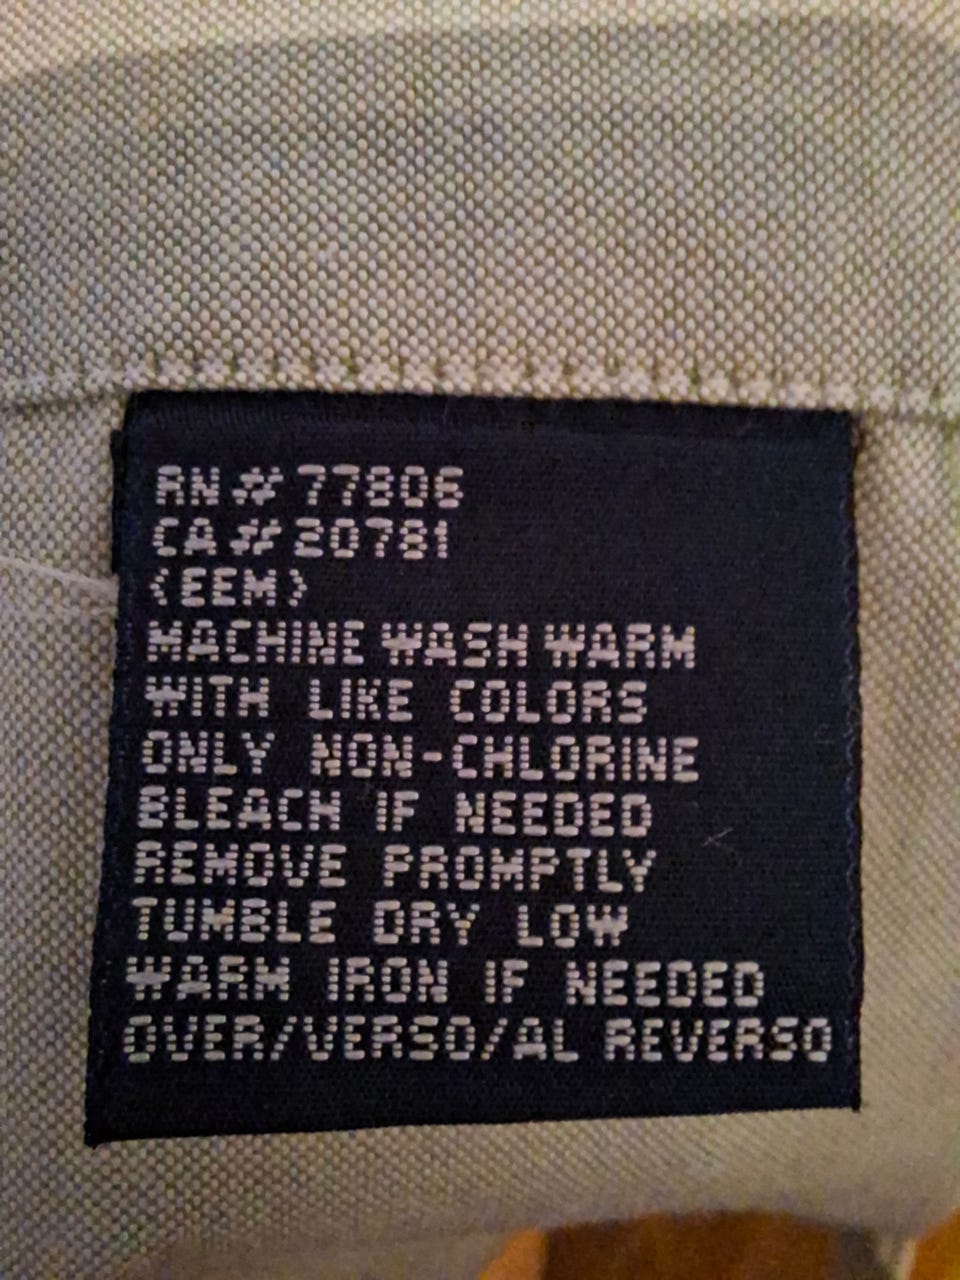 RN#77806
CA#20781
<EEM>
MACHINE WASH WARM
WITH LIKE COLORS
ONLY NON-CHLORINE
BLEACH IF NEEDED
REMOVE PROMPTLY
TUMBLE DRY LOW
WARM IRON IF NEEDED
OVER/VERSO/AL REVERSO